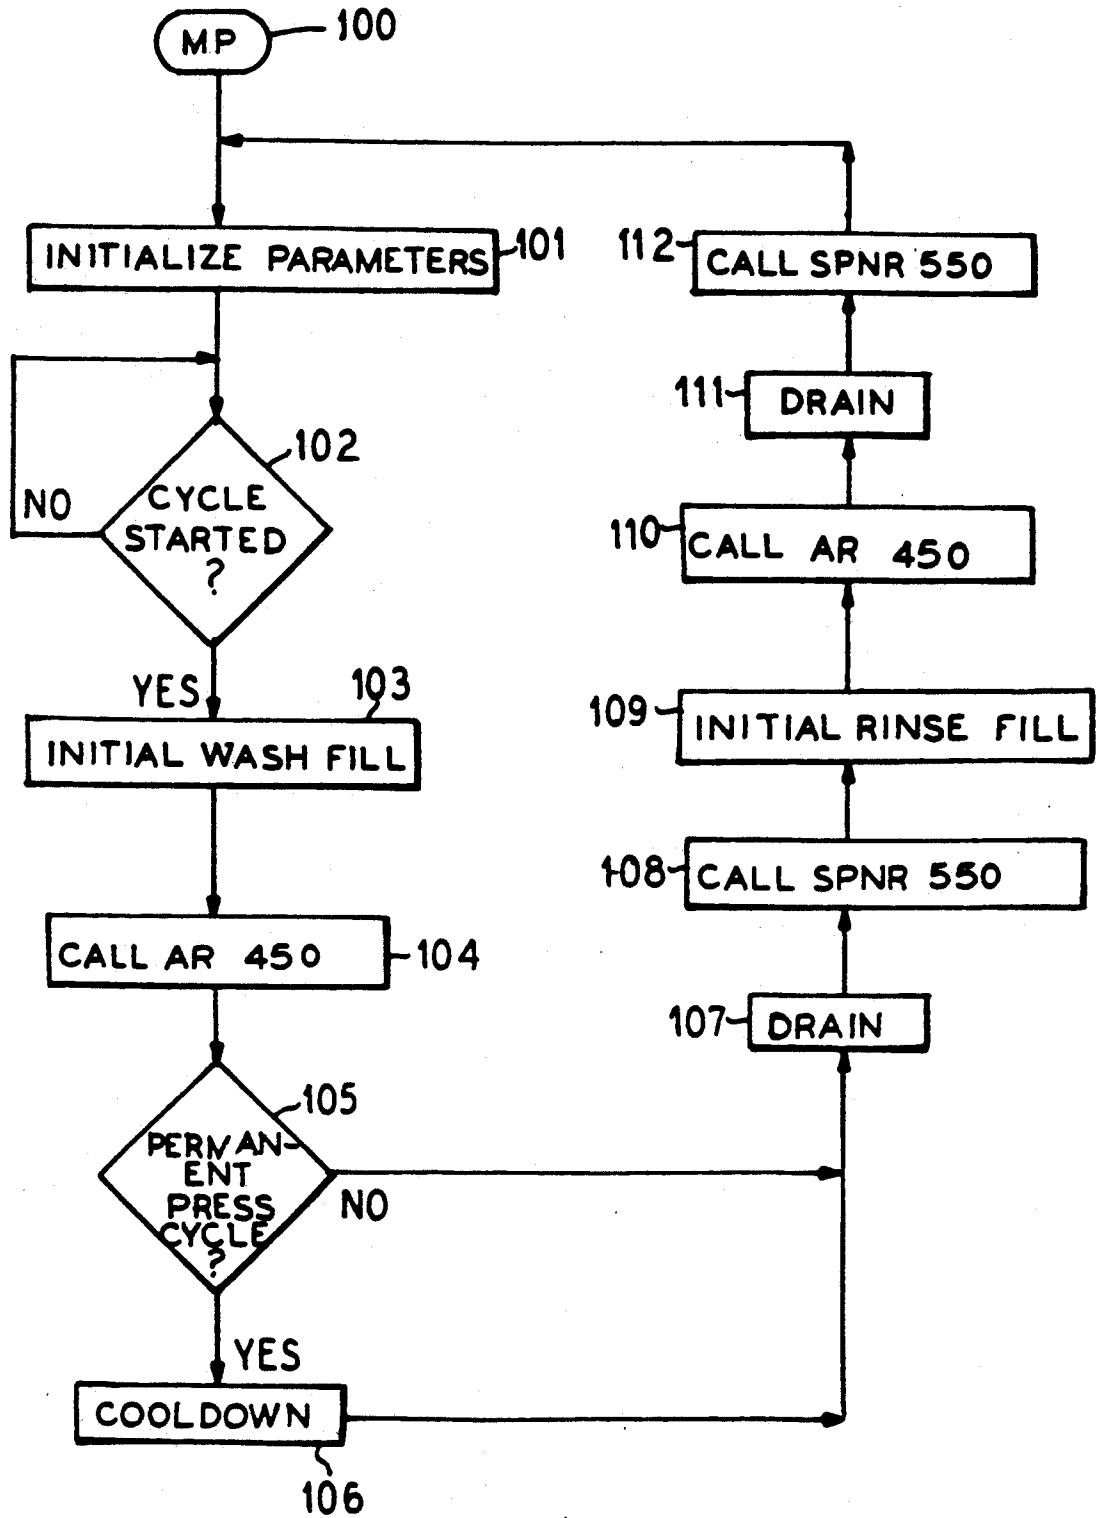 MP
100
INITIALIZE PARAMETERS
101
CYCLE
STARTED
?
102
NO
YES
INITIAL WASH FILL
103
CALL AR 450
104
PERMAN-
ENT
PRESS
CYCLE
?
105
NO
YES
COOLDOWN
106
107
DRAIN
108
CALL SPNR 550
109
INITIAL RINSE FILL
110
CALL AR 450
111
DRAIN
112
CALL SPNR 550